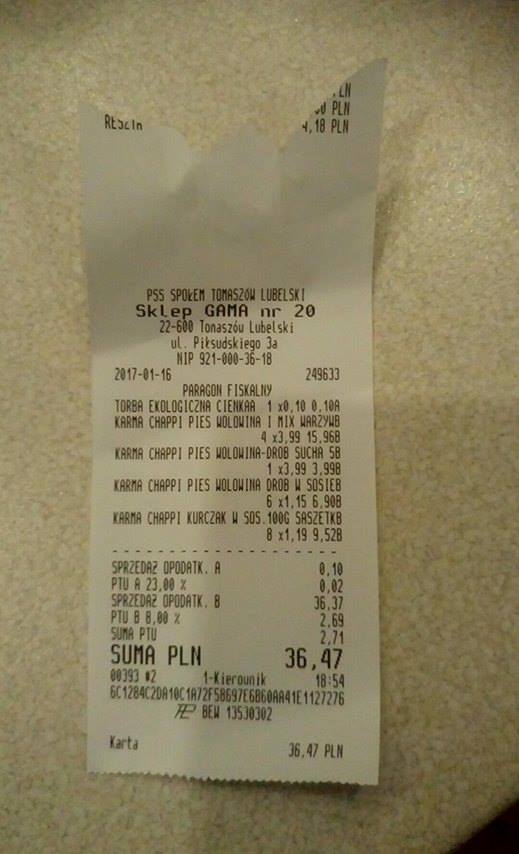 PLN
4,18 PLN
PSS SPOŁEM TOMASZÓW LUBELSKI
Sklep GAMA nr 20
22-600 Tomaszów Lubelski
ul. Piłsudskiego 3a
NIP 921-000-36-18
2017-01-16 249633
PARAGON FISKALNY
TORBA EKOLOGICZNA CIENKAA 1 x0,10 0,10A
KARMA CHAPPI PIES WOŁOWINA I MIX WARZYWB
4 x3,99 15,96B
KARMA CHAPPI PIES WOŁOWINA-DRÓB SUCHA 5B
1 x3,99 3,99B
KARMA CHAPPI PIES WOŁOWINA DRÓB W SOSIEB
6 x1,15 6,90B
KARMA CHAPPI KURCZAK W SOS.100G SASZETKB
8 x1,19 9,52B
SPRZEDAŻ OPODATK. A 0,10
PTU A 23,00 % 0,02
SPRZEDAŻ OPODATK. B 36,37
PTU B 8,00 % 2,69
SUMA PTU 2,71
SUMA PLN 36,47
00393 #2 1-Kierownik 18:54
6C1284C2DA10C1A72F58697E6B60AA41E1127276
BEW 13530302
Karta 36,47 PLN